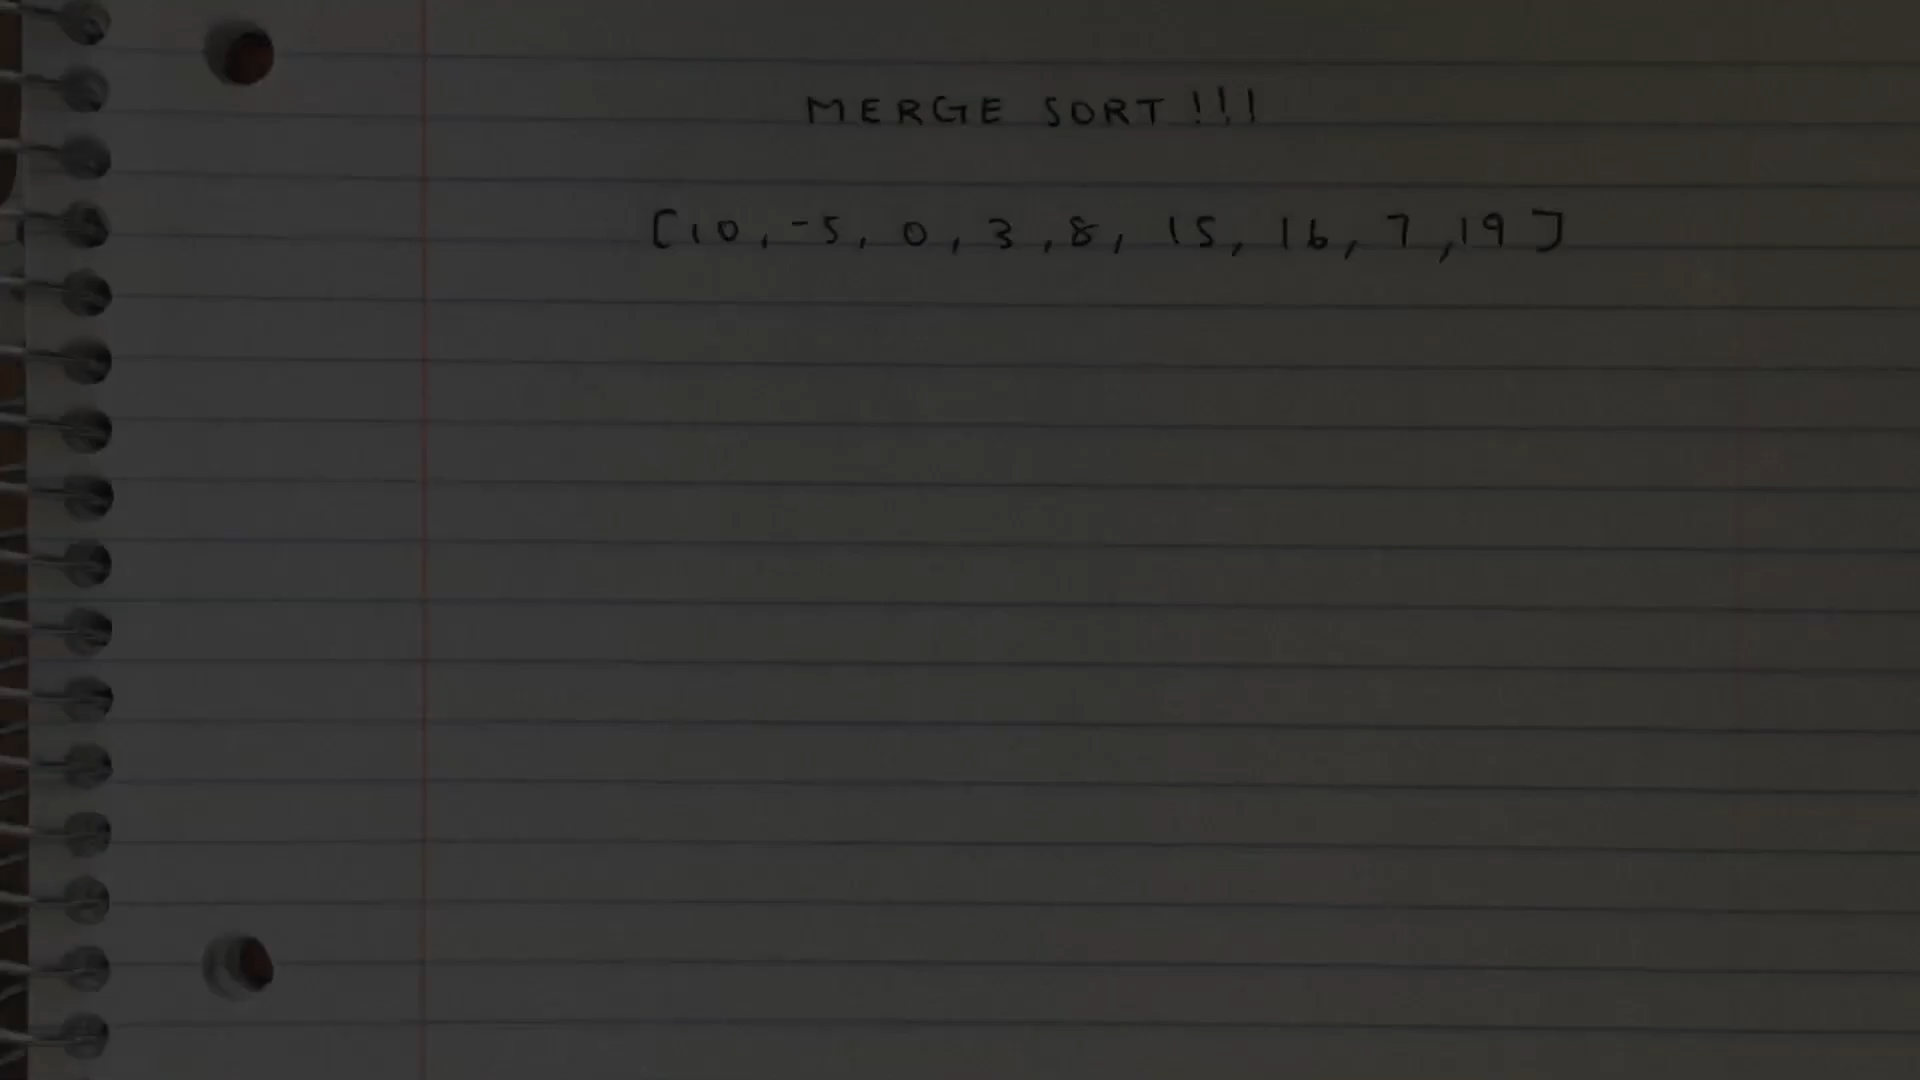 MERGE SORT!!!
[10, -5, 0, 3, 8, 15, 16, 7, 19]